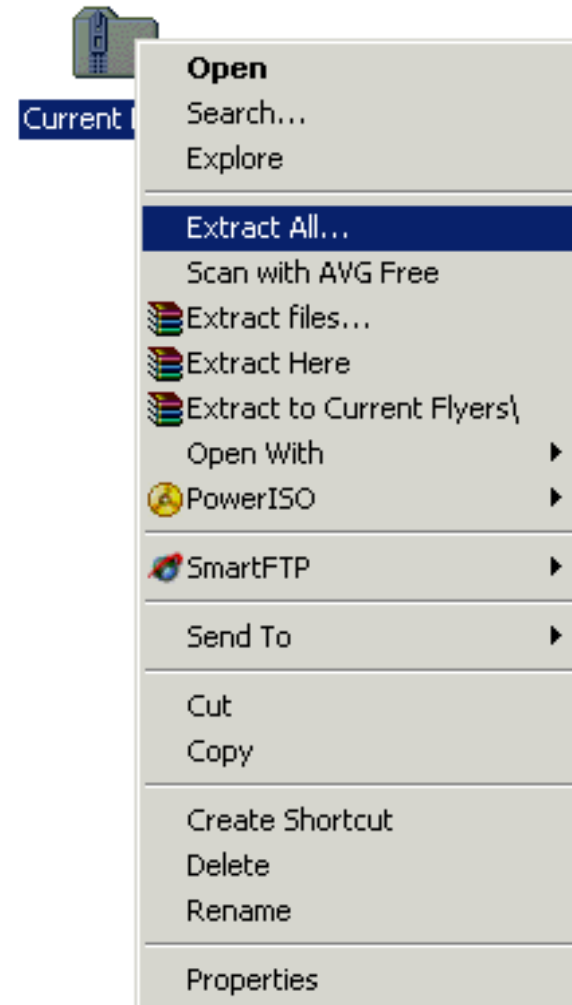 Current
Open
Search...
Explore
Extract All...
Scan with AVG Free
Extract files...
Extract Here
Extract to Current Flyers\
Open With
PowerISO
SmartFTP
Send To
Cut
Copy
Create Shortcut
Delete
Rename
Properties